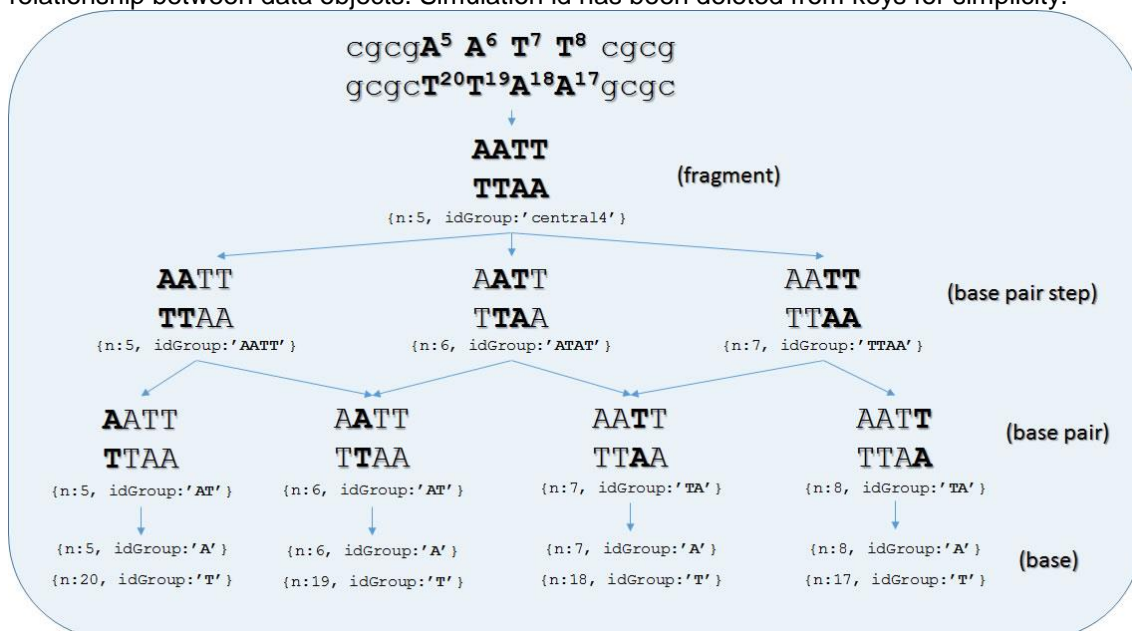 relationship between data objects. Simulation id has been deleted from keys for simplicity.
cgcgA⁵ A⁶ T⁷ T⁸ cgcg
gcgcT²⁰T¹⁹A¹⁸A¹⁷gcgc
AATT
TTAA
(fragment)
{n:5, idGroup:'central4'}
AATT AATT AATT
TTAA TTAA TTAA
(base pair step)
{n:5, idGroup:'AATT'} {n:6, idGroup:'ATAT'} {n:7, idGroup:'TTAA'}
AATT AATT AATT AATT
TTAA TTAA TTAA TTAA
(base pair)
{n:5, idGroup:'AT'} {n:6, idGroup:'AT'} {n:7, idGroup:'TA'} {n:8, idGroup:'TA'}
{n:5, idGroup:'A'} {n:6, idGroup:'A'} {n:7, idGroup:'A'} {n:8, idGroup:'A'}
(base)
{n:20, idGroup:'T'} {n:19, idGroup:'T'} {n:18, idGroup:'T'} {n:17, idGroup:'T'}